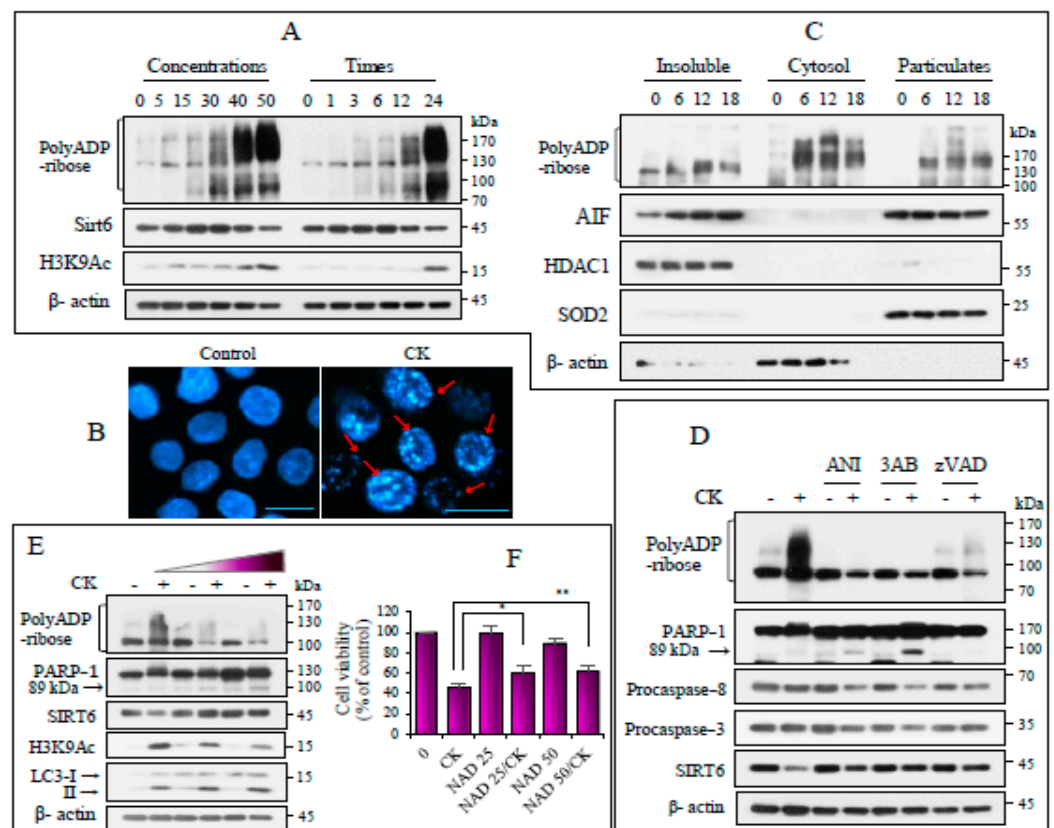 A
Concentrations Times
0 5 15 30 40 50 0 1 3 6 12 24
kDa
PolyADP
-ribose
170
130
100
70
Sirt6 45
H3K9Ac 15
β- actin 45
C
Insoluble Cytosol Particulates
0 6 12 18 0 6 12 18 0 6 12 18
kDa
PolyADP
-ribose
170
130
100
AIF 55
HDAC1 55
SOD2 25
β- actin 45
B
Control CK
D
ANI 3AB zVAD
CK - + - + - + - +
kDa
PolyADP
-ribose
170
130
100
70
PARP-1 170
89 kDa → 100
70
Procaspase-8
Procaspase-3 35
SIRT6 45
β- actin 45
E
CK - + - + - +
kDa
PolyADP
-ribose
170
130
100
PARP-1 130
89 kDa → 100
SIRT6 45
H3K9Ac 15
LC3-I → 15
II →
β- actin 45
F
Cell viability
(% of control)
120
100
80
60
40
20
0
* **
0 CK NAD 25 NAD 25/CK NAD 50 NAD 50/CK